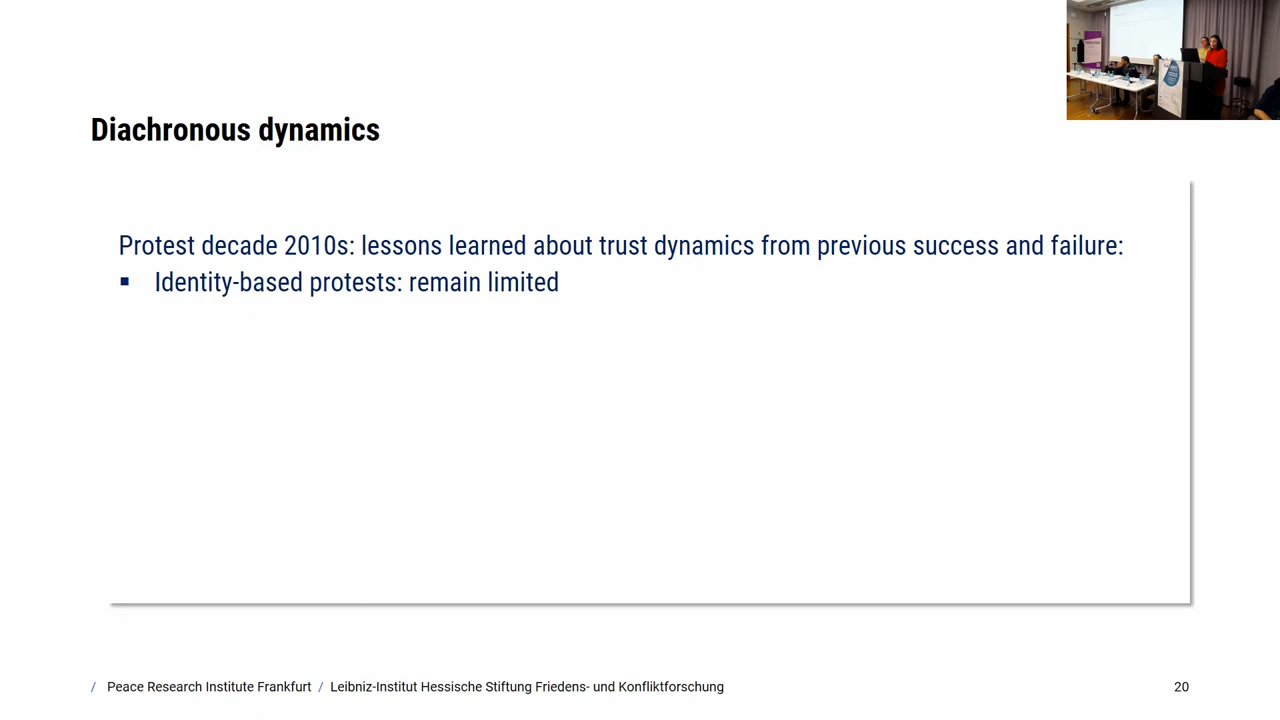 Diachronous dynamics
Protest decade 2010s: lessons learned about trust dynamics from previous success and failure:
▪ Identity-based protests: remain limited
/ Peace Research Institute Frankfurt / Leibniz-Institut Hessische Stiftung Friedens- und Konfliktforschung
20